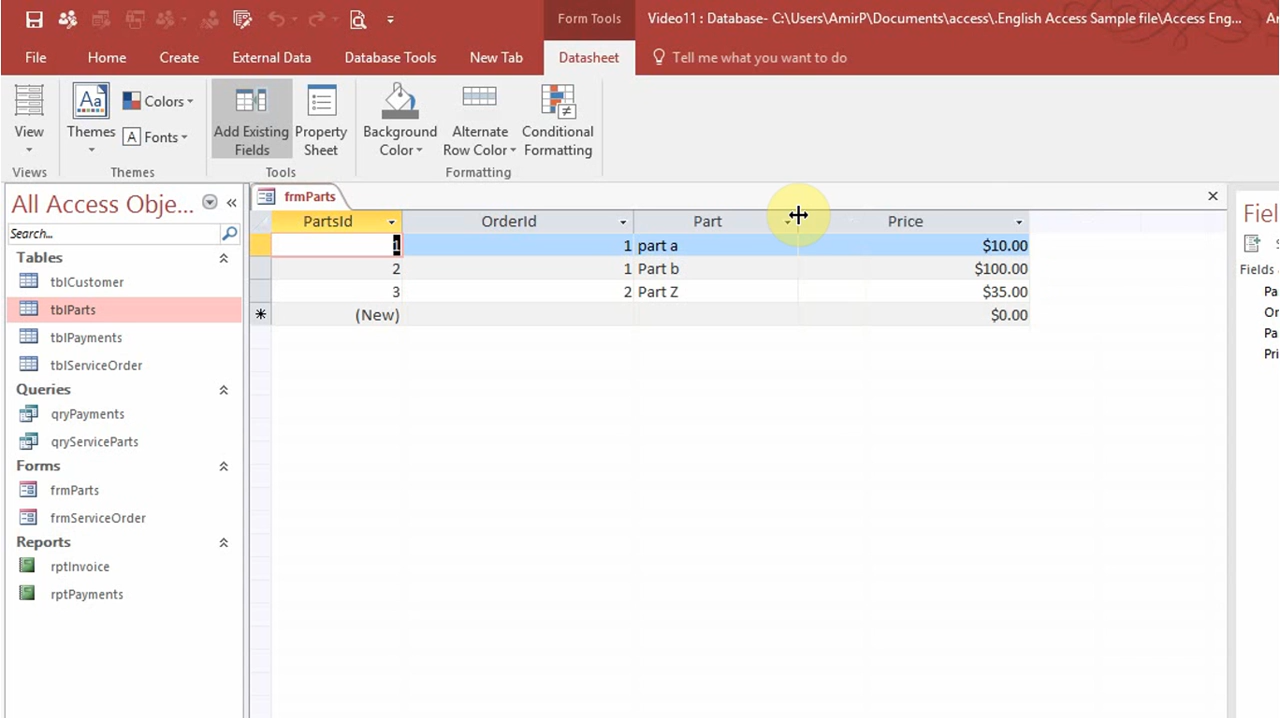 Form Tools
Video11 : Database- C:\Users\AmirP\Documents\access\.English Access Sample file\Access Eng...
File Home Create External Data Database Tools New Tab Datasheet Tell me what you want to do
View
Views
Aa Themes
Colors
A Fonts
Themes
Add Existing Fields
Property Sheet
Tools
Background Color
Alternate Row Color
Conditional Formatting
Formatting
All Access Obje...
Search...
Tables
tblCustomer
tblParts
tblPayments
tblServiceOrder
Queries
qryPayments
qryServiceParts
Forms
frmParts
frmServiceOrder
Reports
rptInvoice
rptPayments
frmParts
PartsId OrderId Part Price
1 1 part a $10.00
2 1 Part b $100.00
3 2 Part Z $35.00
(New) $0.00